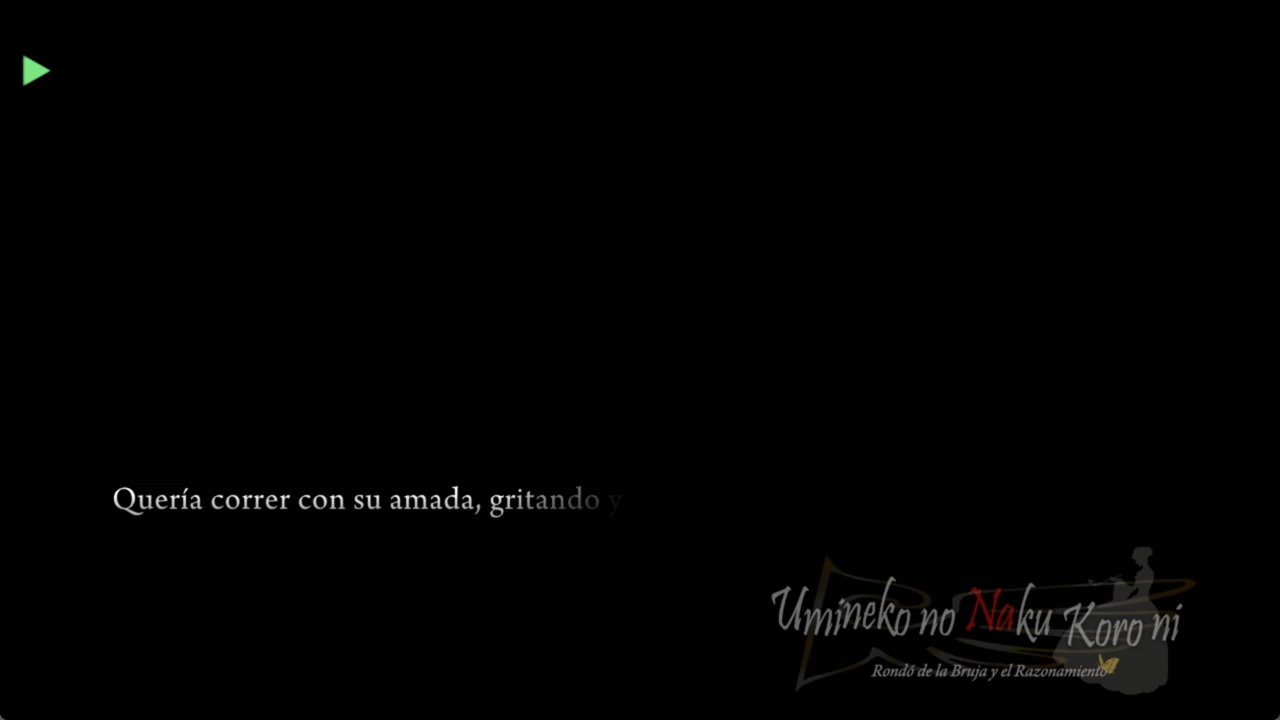 Quería correr con su amada, gritando y
Umineko no Naku Koro ni
Rondó de la Bruja y el Razonamiento